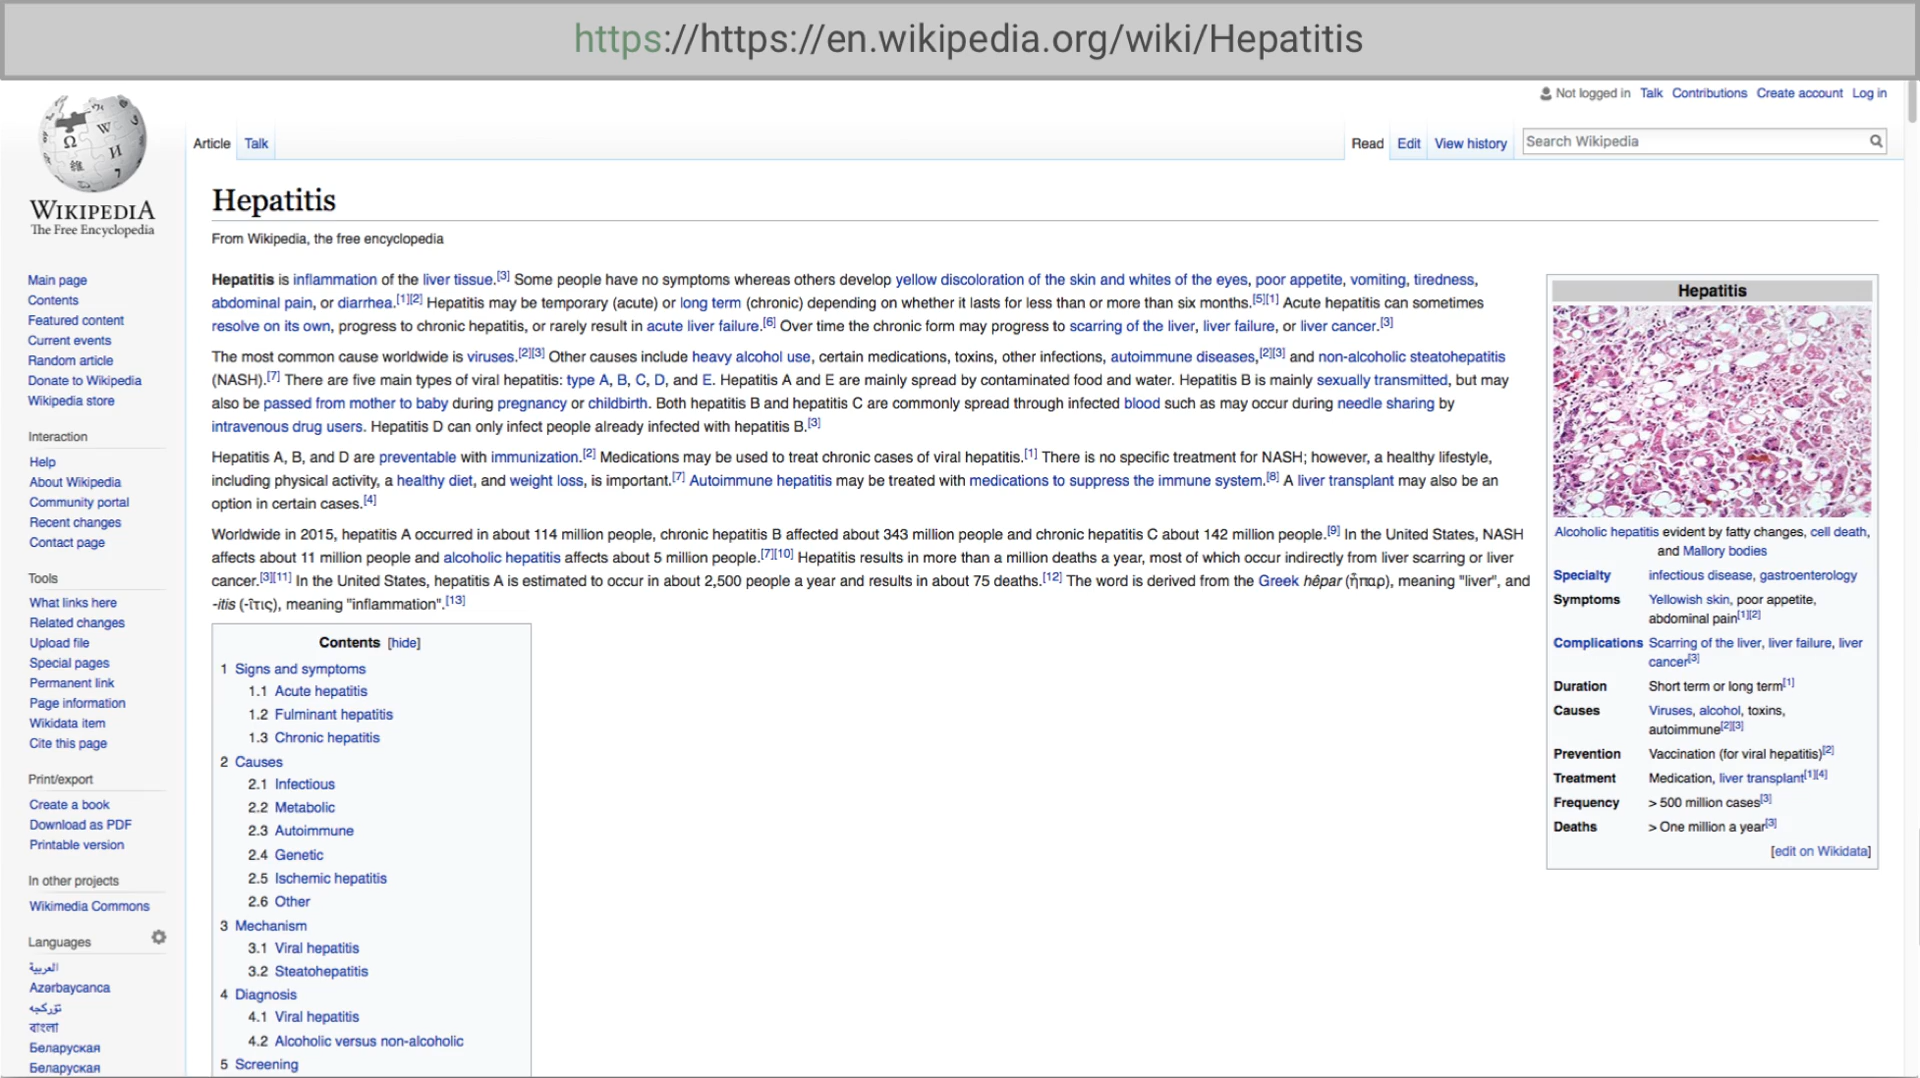 https://https://en.wikipedia.org/wiki/Hepatitis
Not logged in Talk Contributions Create account Log in
Article Talk Read Edit View history Search Wikipedia
WIKIPEDIA
The Free Encyclopedia
Main page
Contents
Featured content
Current events
Random article
Donate to Wikipedia
Wikipedia store
Interaction
Help
About Wikipedia
Community portal
Recent changes
Contact page
Tools
What links here
Related changes
Upload file
Special pages
Permanent link
Page information
Wikidata item
Cite this page
Print/export
Create a book
Download as PDF
Printable version
In other projects
Wikimedia Commons
Languages
العربية
Azərbaycanca
تۆرکجه
বাংলা
Беларуская
Беларуская
Hepatitis
From Wikipedia, the free encyclopedia
Hepatitis is inflammation of the liver tissue.[3] Some people have no symptoms whereas others develop yellow discoloration of the skin and whites of the eyes, poor appetite, vomiting, tiredness,
abdominal pain, or diarrhea.[1][2] Hepatitis may be temporary (acute) or long term (chronic) depending on whether it lasts for less than or more than six months.[5][1] Acute hepatitis can sometimes
resolve on its own, progress to chronic hepatitis, or rarely result in acute liver failure.[6] Over time the chronic form may progress to scarring of the liver, liver failure, or liver cancer.[3]
The most common cause worldwide is viruses.[2][3] Other causes include heavy alcohol use, certain medications, toxins, other infections, autoimmune diseases,[2][3] and non-alcoholic steatohepatitis
(NASH).[7] There are five main types of viral hepatitis: type A, B, C, D, and E. Hepatitis A and E are mainly spread by contaminated food and water. Hepatitis B is mainly sexually transmitted, but may
also be passed from mother to baby during pregnancy or childbirth. Both hepatitis B and hepatitis C are commonly spread through infected blood such as may occur during needle sharing by
intravenous drug users. Hepatitis D can only infect people already infected with hepatitis B.[3]
Hepatitis A, B, and D are preventable with immunization.[2] Medications may be used to treat chronic cases of viral hepatitis.[1] There is no specific treatment for NASH; however, a healthy lifestyle,
including physical activity, a healthy diet, and weight loss, is important.[7] Autoimmune hepatitis may be treated with medications to suppress the immune system.[8] A liver transplant may also be an
option in certain cases.[4]
Worldwide in 2015, hepatitis A occurred in about 114 million people, chronic hepatitis B affected about 343 million people and chronic hepatitis C about 142 million people.[9] In the United States, NASH
affects about 11 million people and alcoholic hepatitis affects about 5 million people.[7][10] Hepatitis results in more than a million deaths a year, most of which occur indirectly from liver scarring or liver
cancer.[3][11] In the United States, hepatitis A is estimated to occur in about 2,500 people a year and results in about 75 deaths.[12] The word is derived from the Greek hêpar (ἧπαρ), meaning "liver", and
-itis (-ῖτις), meaning "inflammation".[13]
Contents [hide]
1 Signs and symptoms
1.1 Acute hepatitis
1.2 Fulminant hepatitis
1.3 Chronic hepatitis
2 Causes
2.1 Infectious
2.2 Metabolic
2.3 Autoimmune
2.4 Genetic
2.5 Ischemic hepatitis
2.6 Other
3 Mechanism
3.1 Viral hepatitis
3.2 Steatohepatitis
4 Diagnosis
4.1 Viral hepatitis
4.2 Alcoholic versus non-alcoholic
5 Screening
Hepatitis
Alcoholic hepatitis evident by fatty changes, cell death,
and Mallory bodies
Specialty infectious disease, gastroenterology
Symptoms Yellowish skin, poor appetite,
abdominal pain[1][2]
Complications Scarring of the liver, liver failure, liver
cancer[3]
Duration Short term or long term[1]
Causes Viruses, alcohol, toxins,
autoimmune[2][3]
Prevention Vaccination (for viral hepatitis)[2]
Treatment Medication, liver transplant[1][4]
Frequency > 500 million cases[3]
Deaths > One million a year[3]
[edit on Wikidata]